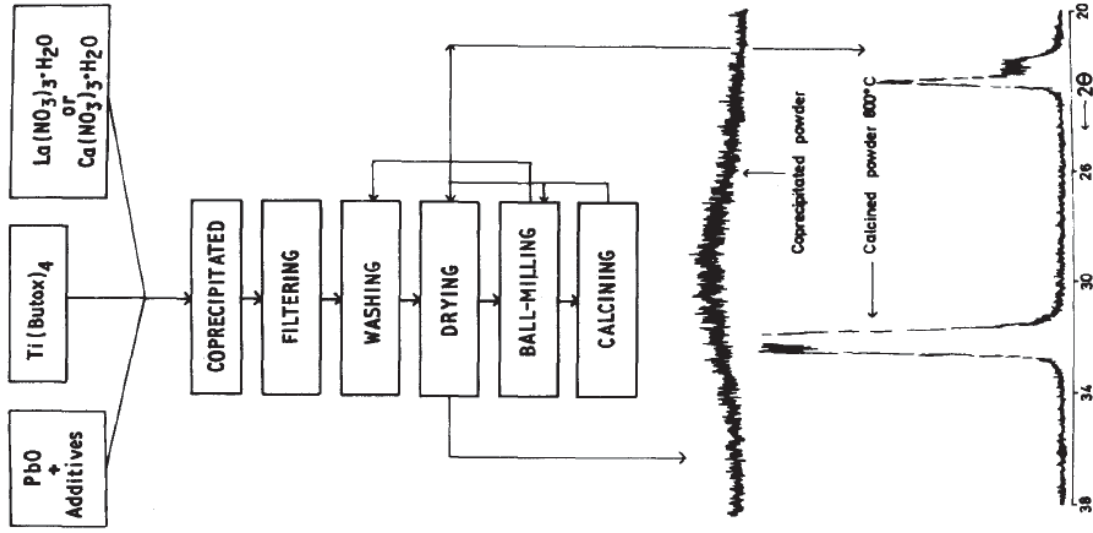 PbO
+
Additives
Ti(Butox)4
La(NO3)3·H2O
or
Ca(NO3)3·H2O
COPRECIPITATED
FILTERING
WASHING
DRYING
BALL-MILLING
CALCINING
Coprecipitated powder
Calcined powder 800°C
38
34
30
26
2Θ
20